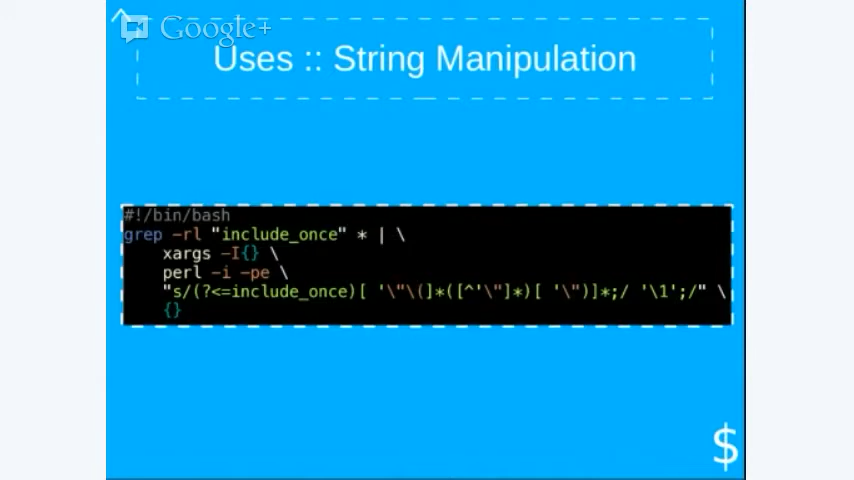 Google+
Uses :: String Manipulation
#!/bin/bash
grep -rl "include_once" * | \
xargs -I{} \
perl -i -pe \
"s/(?<=include_once)[ '\"\(]*([^'\"]*)[ '\")]*;/ '\1';/" \
{}
$